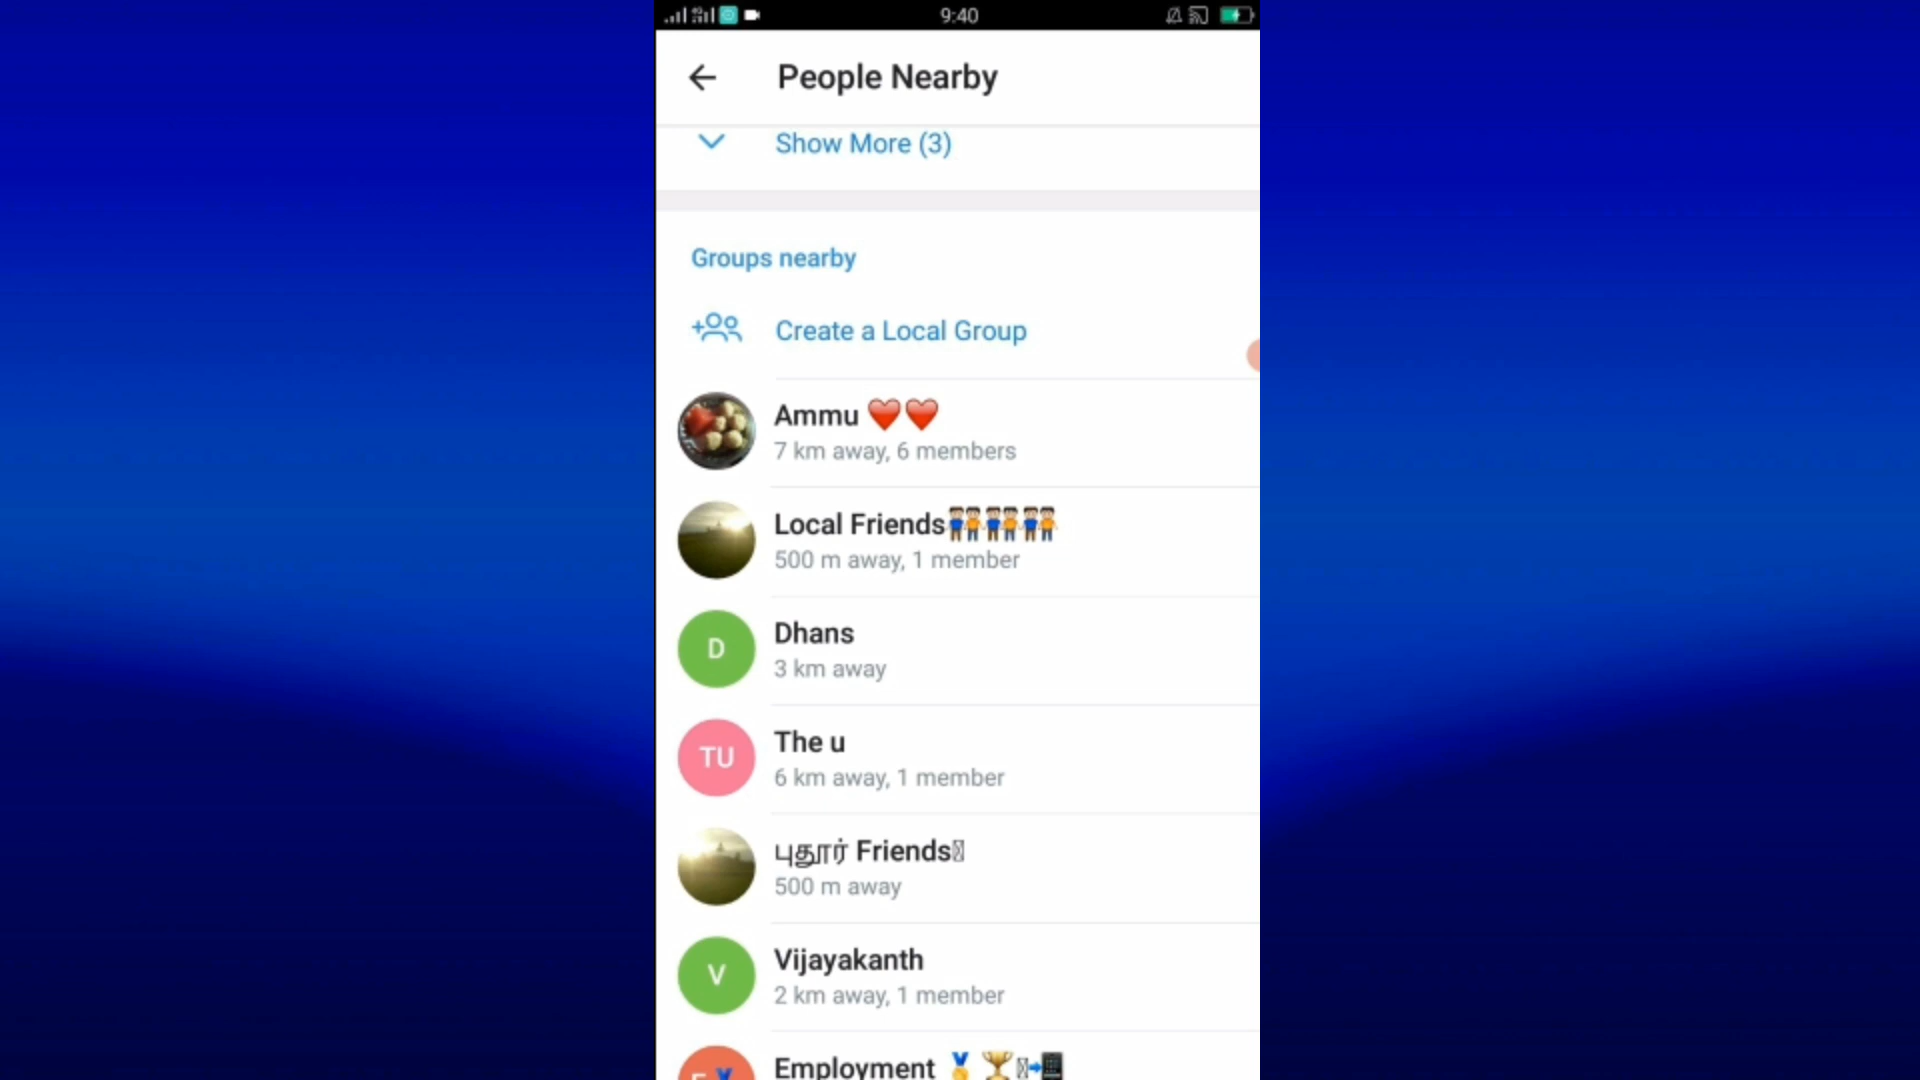 9:40
People Nearby
Show More (3)
Groups nearby
Create a Local Group
Ammu ❤️❤️
7 km away, 6 members
Local Friends👬👬👬
500 m away, 1 member
D
Dhans
3 km away
TU
The u
6 km away, 1 member
புதூர் Friends
500 m away
V
Vijayakanth
2 km away, 1 member
Employment 🏅🏆📲